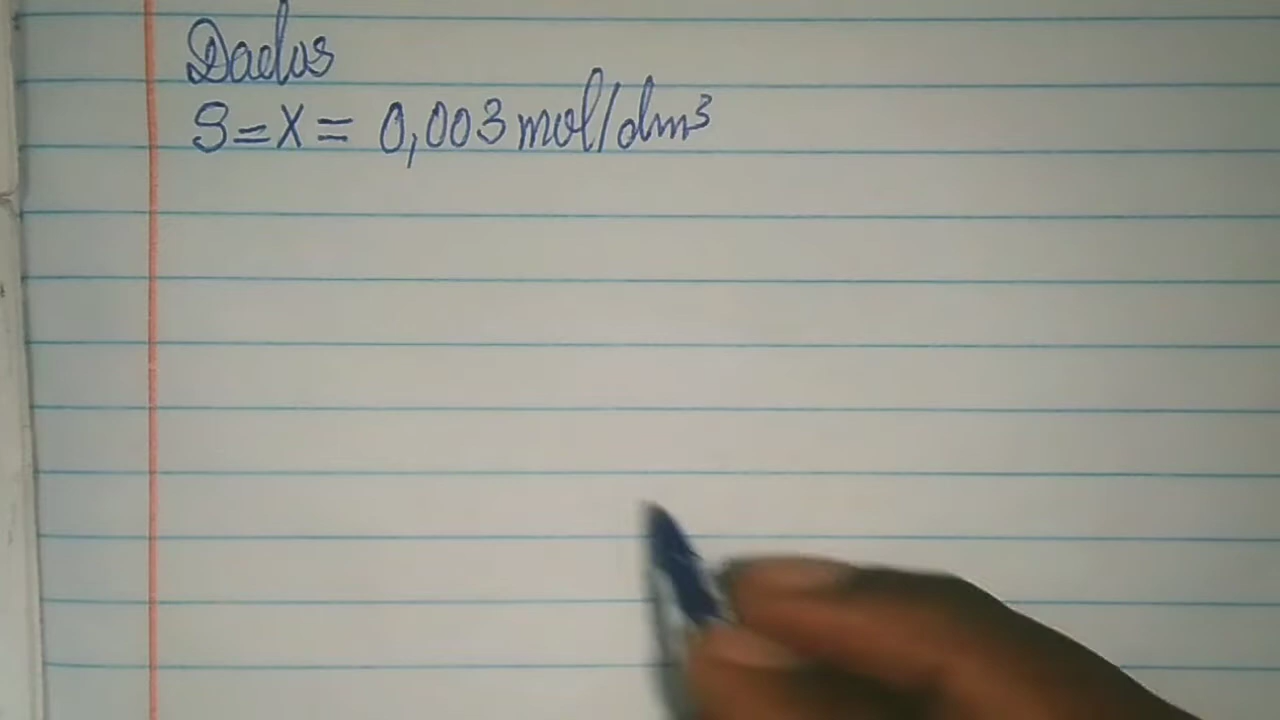 Dados
S = X = 0,003 mol/dm³